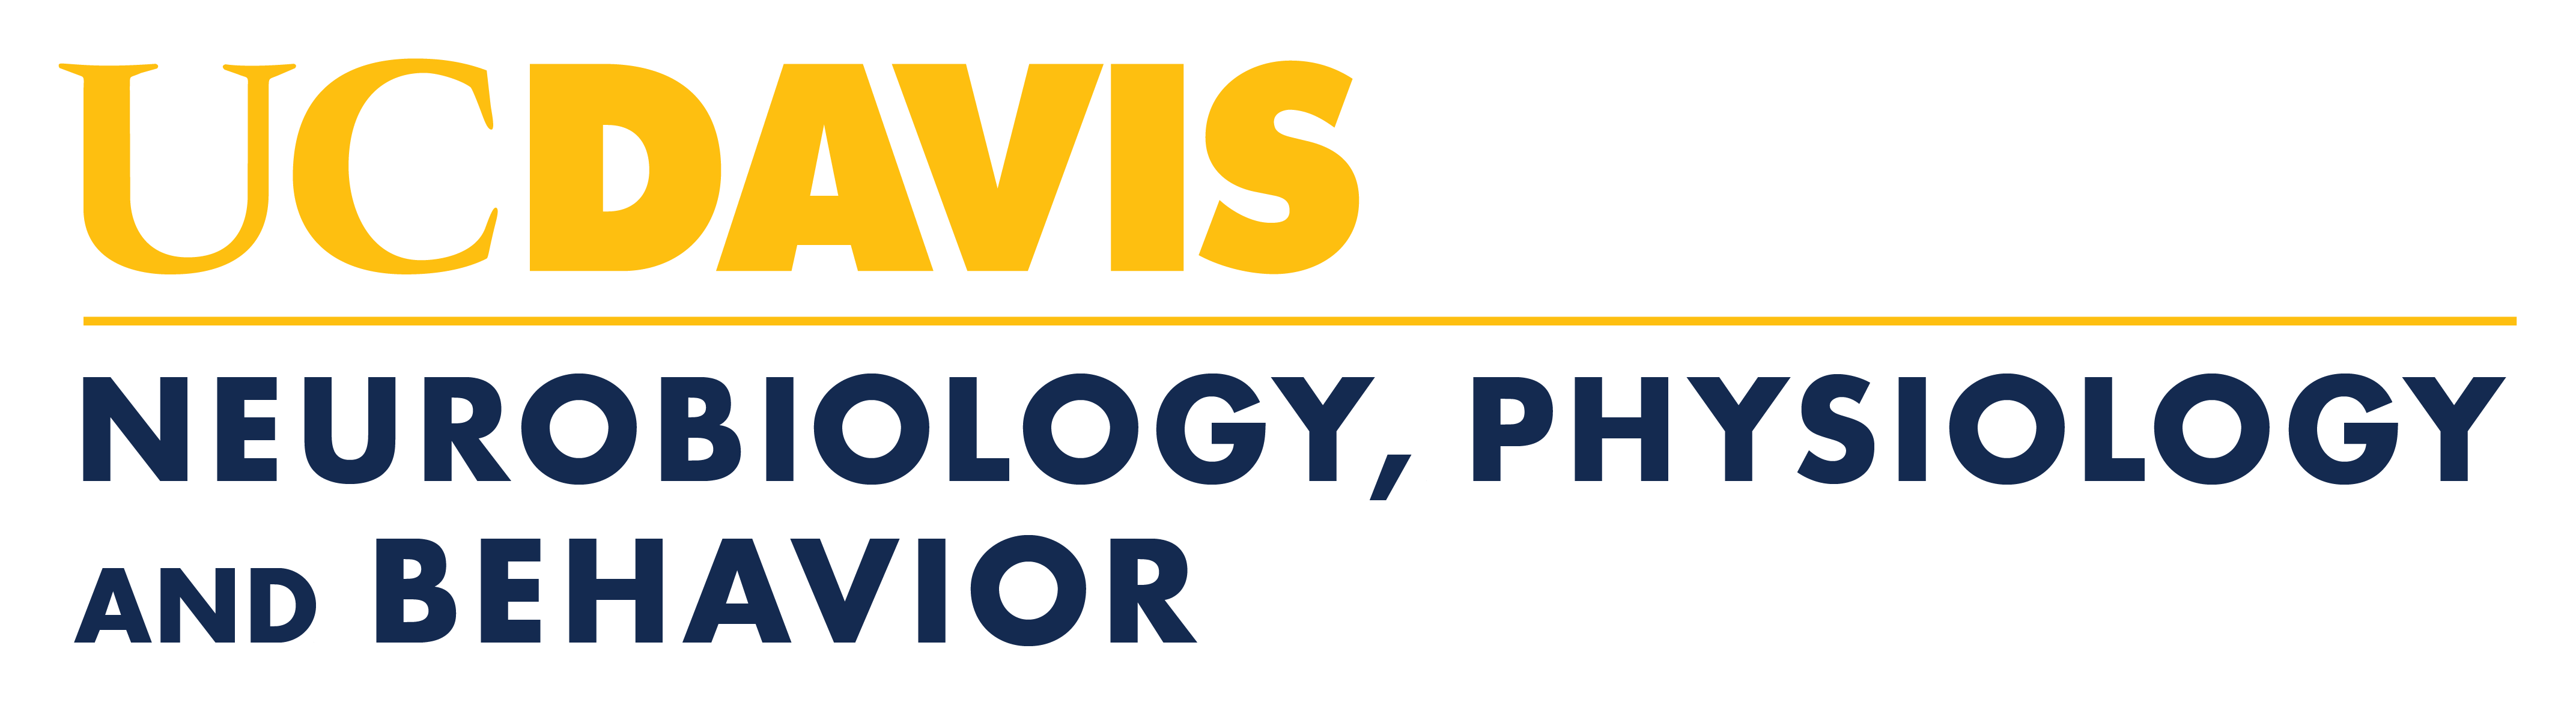 UCDAVIS
NEUROBIOLOGY, PHYSIOLOGY
AND BEHAVIOR